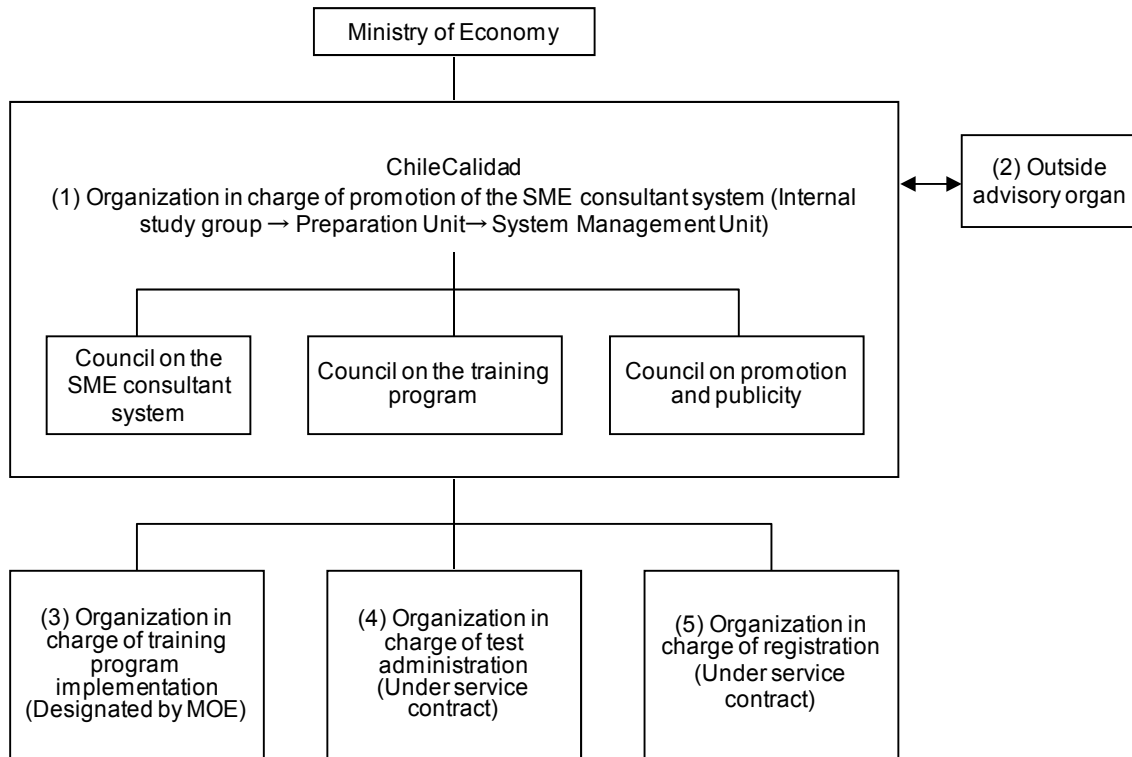 Ministry of Economy
ChileCalidad
(1) Organization in charge of promotion of the SME consultant system (Internal
study group → Preparation Unit→ System Management Unit)
(2) Outside
advisory organ
Council on the
SME consultant
system
Council on the training
program
Council on promotion
and publicity
(3) Organization in
charge of training
program
implementation
(Designated by MOE)
(4) Organization in
charge of test
administration
(Under service
contract)
(5) Organization in
charge of registration
(Under service
contract)